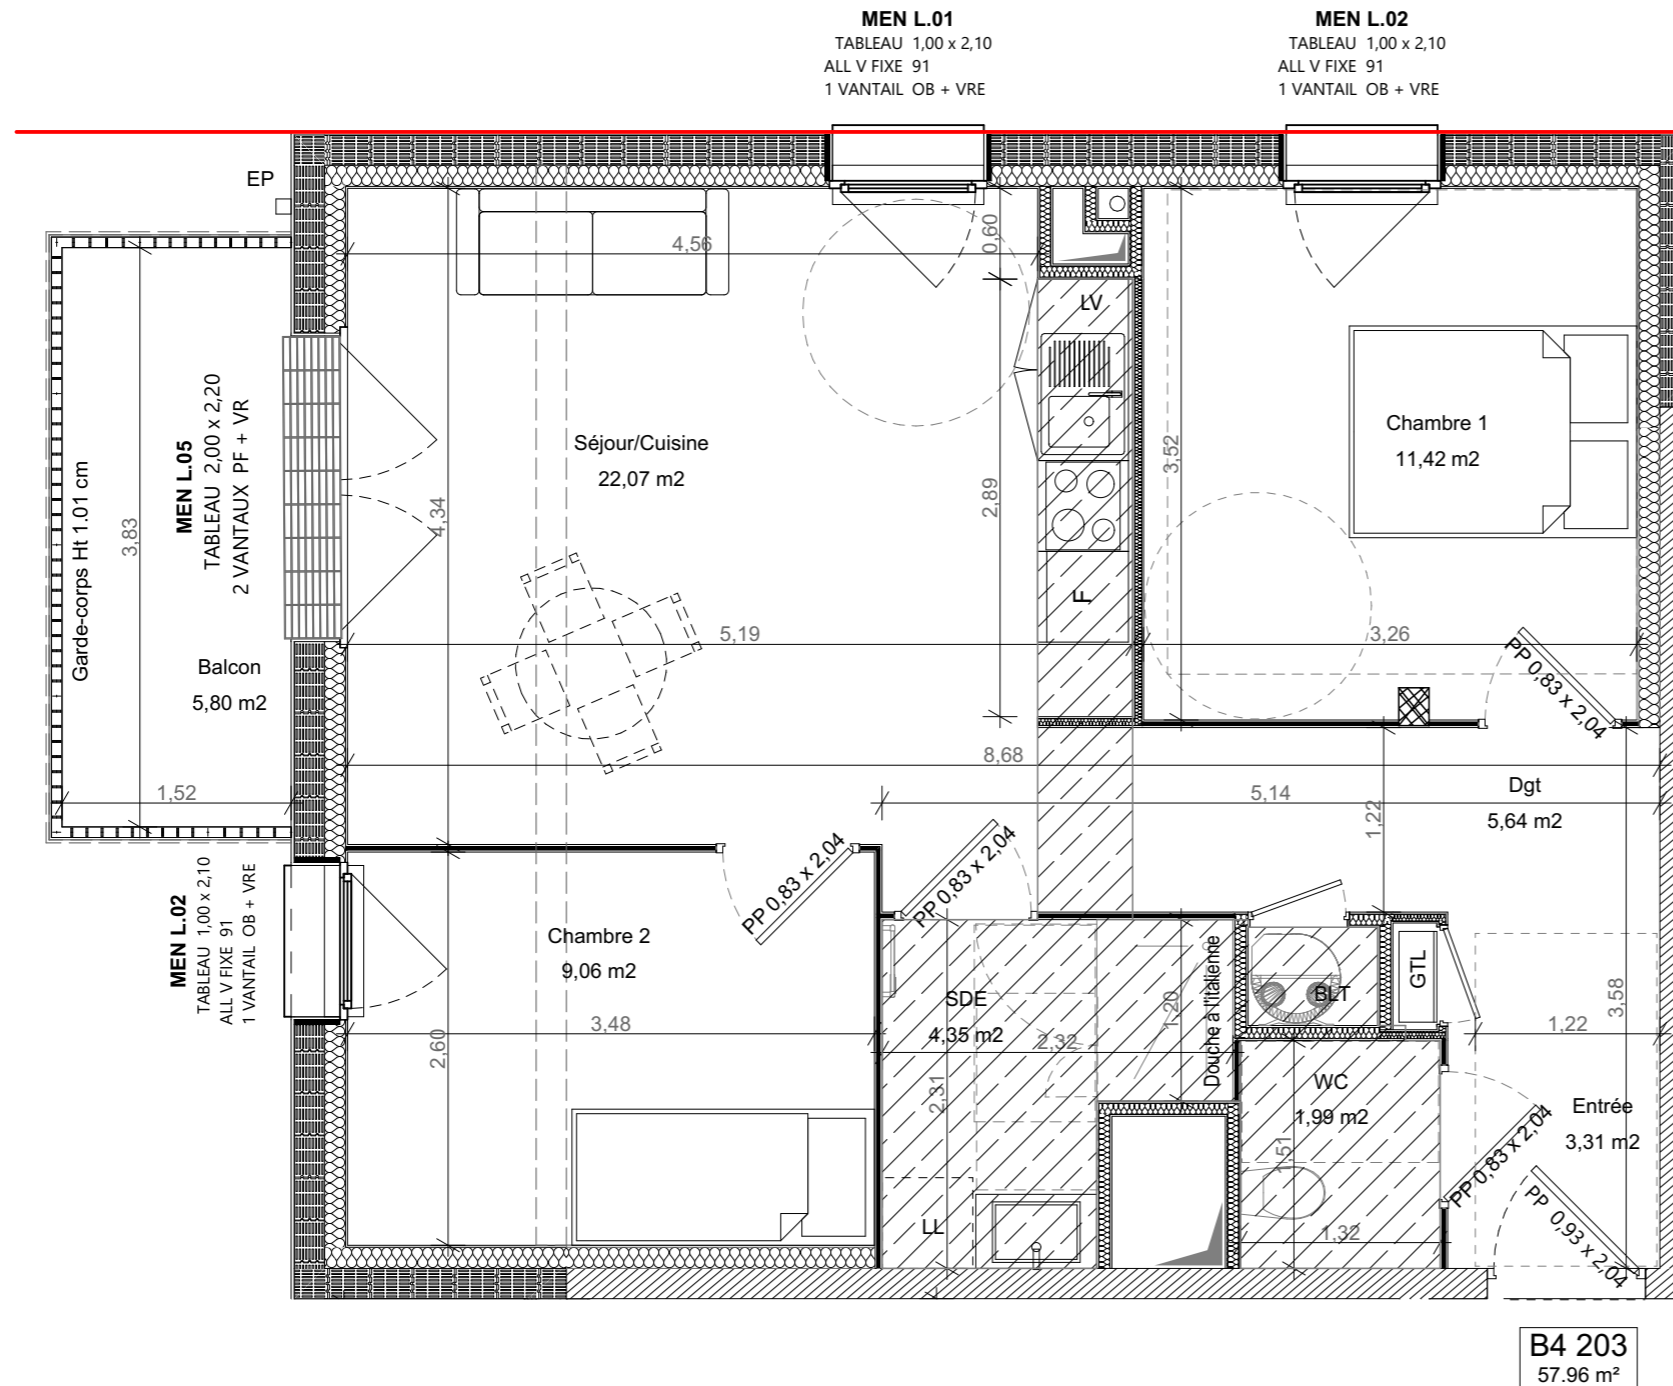 MEN L.01
TABLEAU 1,00 x 2,10
ALL V FIXE 91
1 VANTAIL OB + VRE
MEN L.02
TABLEAU 1,00 x 2,10
ALL V FIXE 91
1 VANTAIL OB + VRE
EP
4,56
0,60
LV
MEN L.05
TABLEAU 2,00 x 2,20
2 VANTAUX PF + VR
Garde-corps Ht 1.01 cm
3,83
Balcon
5,80 m2
1,52
Séjour/Cuisine
22,07 m2
4,34
2,89
F
5,19
Chambre 1
11,42 m2
3,52
3,26
PP 0,83 x 2,04
8,68
5,14
1,22
Dgt
5,64 m2
MEN L.02
TABLEAU 1,00 x 2,10
ALL V FIXE 91
1 VANTAIL OB + VRE
PP 0,83 x 2,04
PP 0,83 x 2,04
Chambre 2
9,06 m2
3,48
2,60
SDE
4,35 m2
2,32
2,31
1,20
Douche à l'italienne
LL
BLT
GTL
WC
1,99 m2
1,51
1,32
3,58
1,22
Entrée
3,31 m2
PP 0,83 x 2,04
PP 0,93 x 2,04
B4 203
57.96 m²